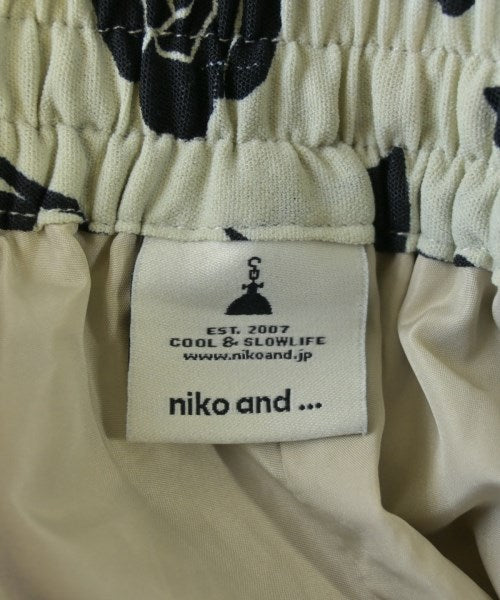 EST. 2007
COOL & SLOWLIFE
www.nikoand.jp
niko and ...